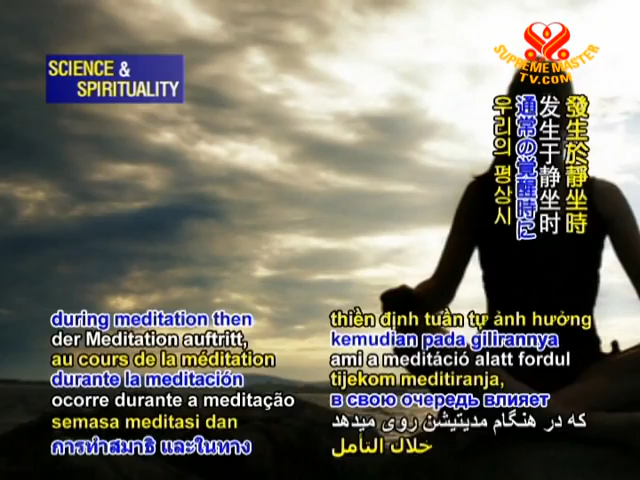 SCIENCE &
SPIRITUALITY
SUPREME MASTER
TV.COM
發生於靜坐時
发生于静坐时
通常の覚醒時に
우리의 평상시
during meditation then
der Meditation auftritt,
au cours de la méditation
durante la meditación
ocorre durante a meditação
semasa meditasi dan
การทำสมาธิ และในทาง
thiền định tuần tự ảnh hưởng
kemudian pada gilirannya
ami a meditáció alatt fordul
tijekom meditiranja,
в свою очередь влияет
که در هنگام مدیتیشن روی میدهد
خلال التأمل